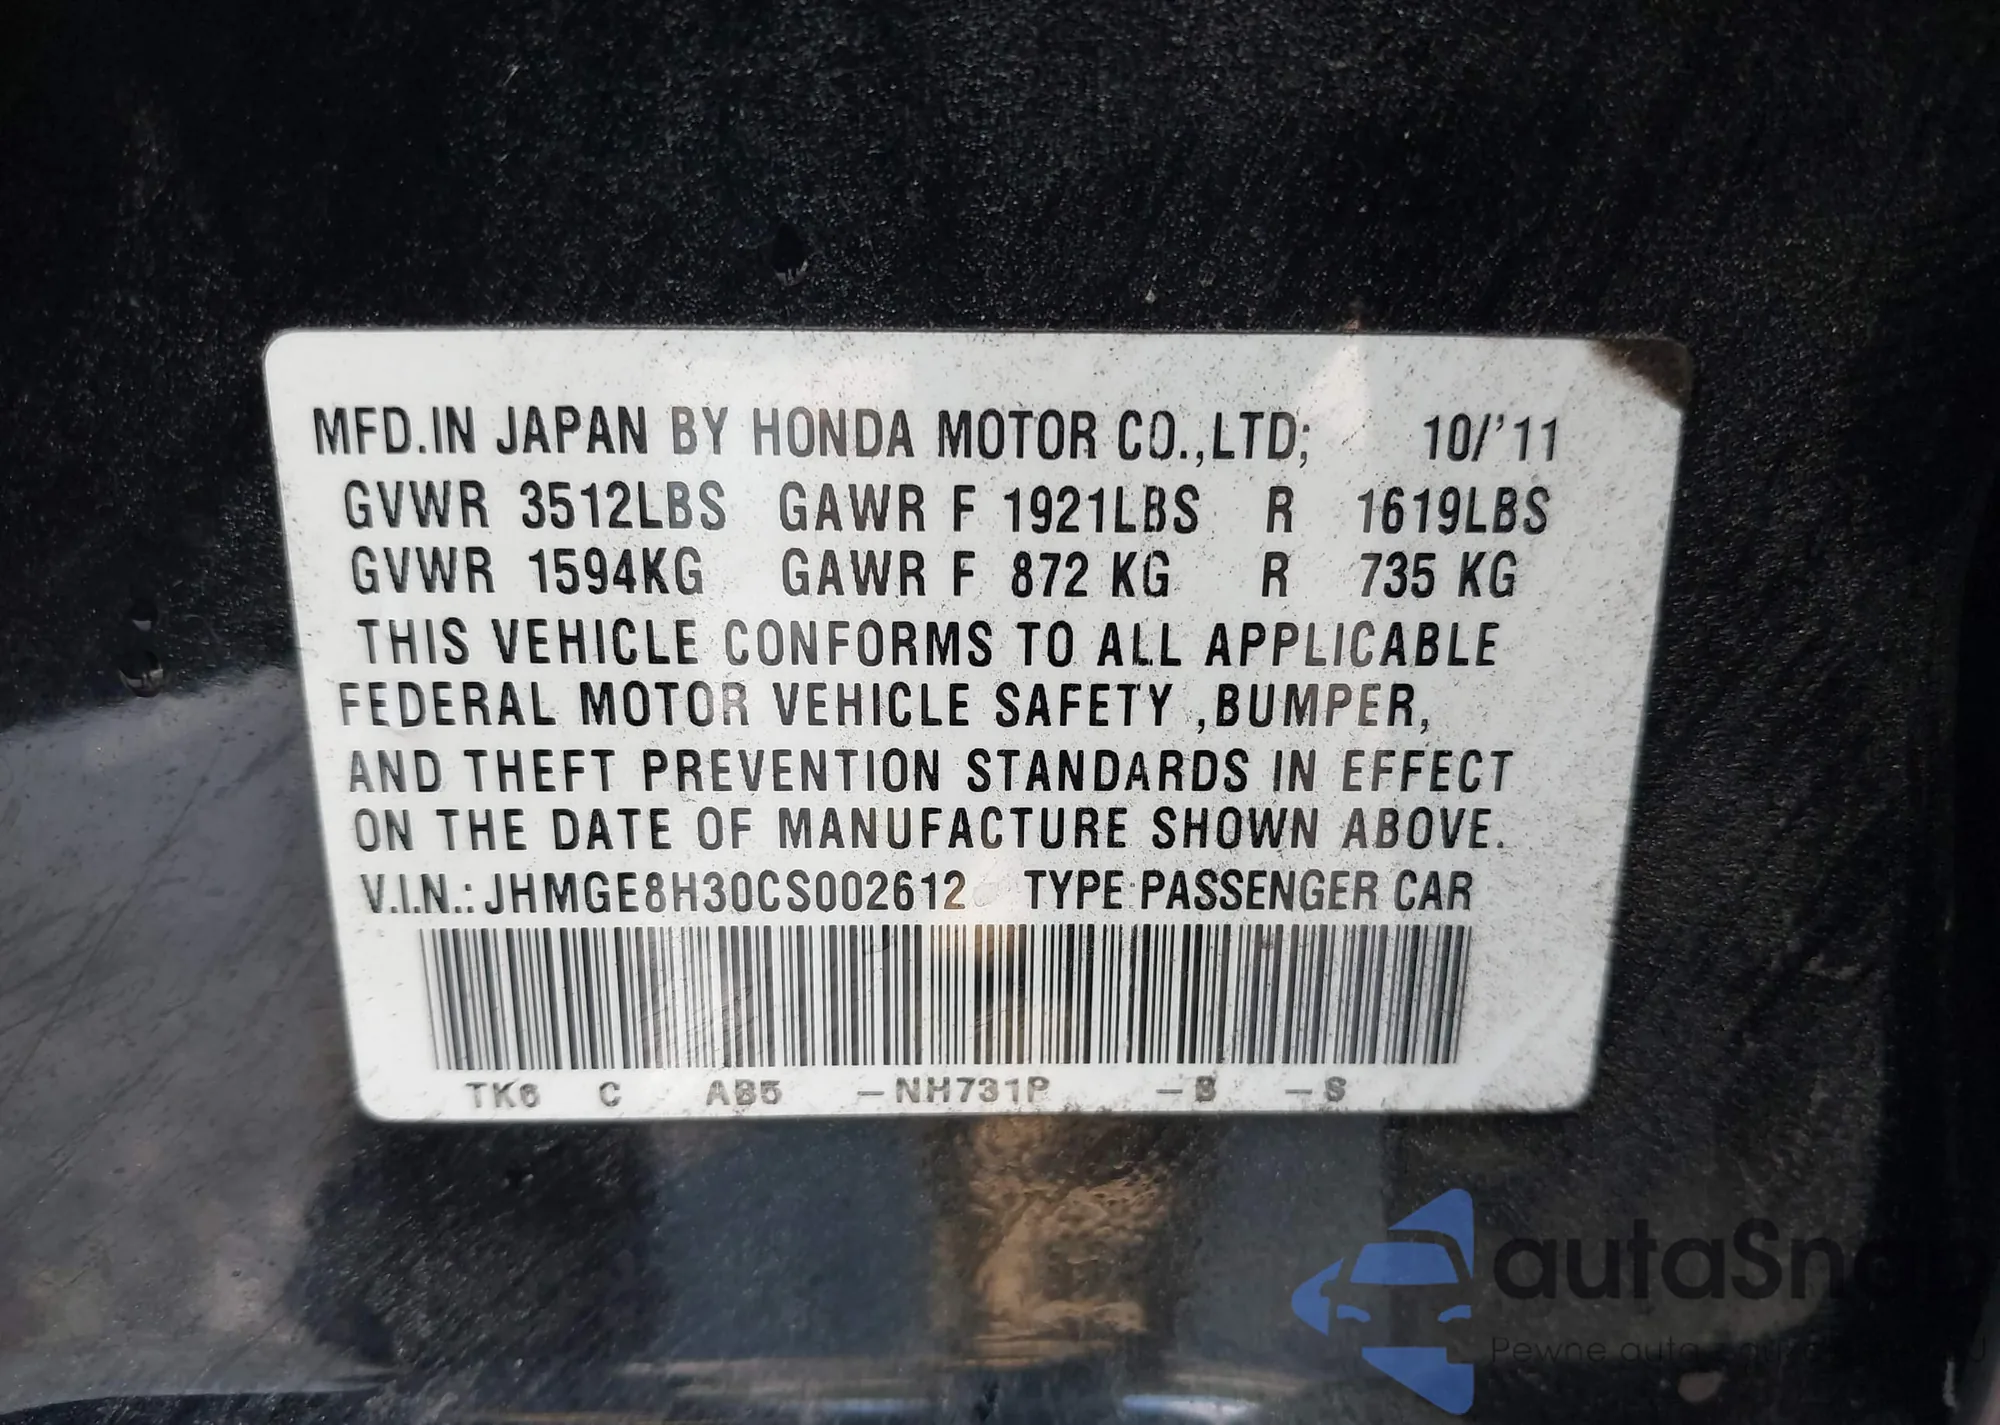 MFD.IN JAPAN BY HONDA MOTOR CO.,LTD; 10/'11
GVWR 3512LBS GAWR F 1921LBS R 1619LBS
GVWR 1594KG GAWR F 872 KG R 735 KG
THIS VEHICLE CONFORMS TO ALL APPLICABLE
FEDERAL MOTOR VEHICLE SAFETY ,BUMPER,
AND THEFT PREVENTION STANDARDS IN EFFECT
ON THE DATE OF MANUFACTURE SHOWN ABOVE.
V.I.N.: JHMGE8H30CS002612 TYPE:PASSENGER CAR
TK6 C AB5 -NH731P -B -S
Pewne auta